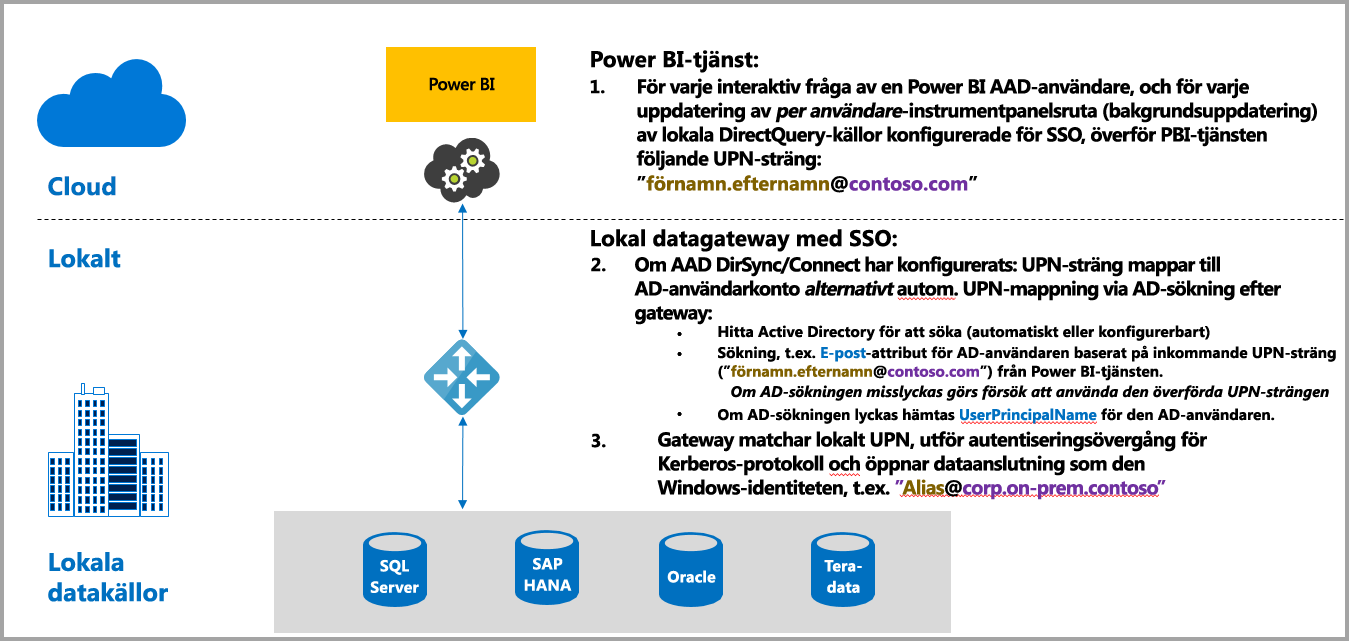 Power BI
Cloud
Power BI-tjänst:
1. För varje interaktiv fråga av en Power BI AAD-användare, och för varje
uppdatering av per användare-instrumentpanelsruta (bakgrundsuppdatering)
av lokala DirectQuery-källor konfigurerade för SSO, överför PBI-tjänsten
följande UPN-sträng:
”förnamn.efternamn@contoso.com”
Lokalt
Lokal datagateway med SSO:
2. Om AAD DirSync/Connect har konfigurerats: UPN-sträng mappar till
AD-användarkonto alternativt autom. UPN-mappning via AD-sökning efter
gateway:
• Hitta Active Directory för att söka (automatiskt eller konfigurerbart)
• Sökning, t.ex. E-post-attribut för AD-användaren baserat på inkommande UPN-sträng
(”förnamn.efternamn@contoso.com”) från Power BI-tjänsten.
Om AD-sökningen misslyckas görs försök att använda den överförda UPN-strängen
• Om AD-sökningen lyckas hämtas UserPrincipalName för den AD-användaren.
3. Gateway matchar lokalt UPN, utför autentiseringsövergång för
Kerberos-protokoll och öppnar dataanslutning som den
Windows-identiteten, t.ex. ”Alias@corp.on-prem.contoso”
Lokala
datakällor
SQL
Server
SAP
HANA
Oracle
Tera-
data